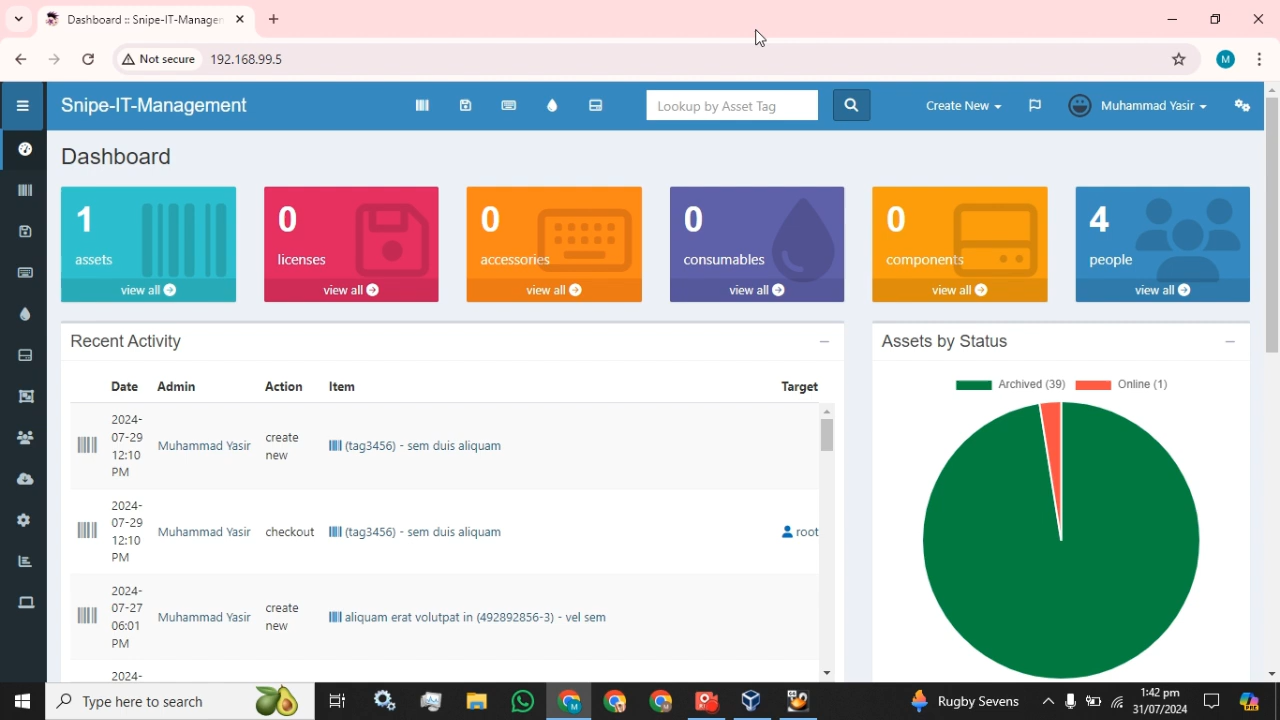 Dashboard :: Snipe-IT-Manager
Not secure 192.168.99.5 M
Snipe-IT-Management Lookup by Asset Tag Create New Muhammad Yasir
Dashboard
1 assets view all
0 licenses view all
0 accessories view all
0 consumables view all
0 components view all
4 people view all
Recent Activity
Date Admin Action Item Target
2024-07-29 12:10 PM Muhammad Yasir create new (tag3456) - sem duis aliquam
2024-07-29 12:10 PM Muhammad Yasir checkout (tag3456) - sem duis aliquam root
2024-07-27 06:01 PM Muhammad Yasir create new aliquam erat volutpat in (492892856-3) - vel sem
2024-
Assets by Status
Archived (39) Online (1)
Type here to search
Rugby Sevens
1:42 pm
31/07/2024